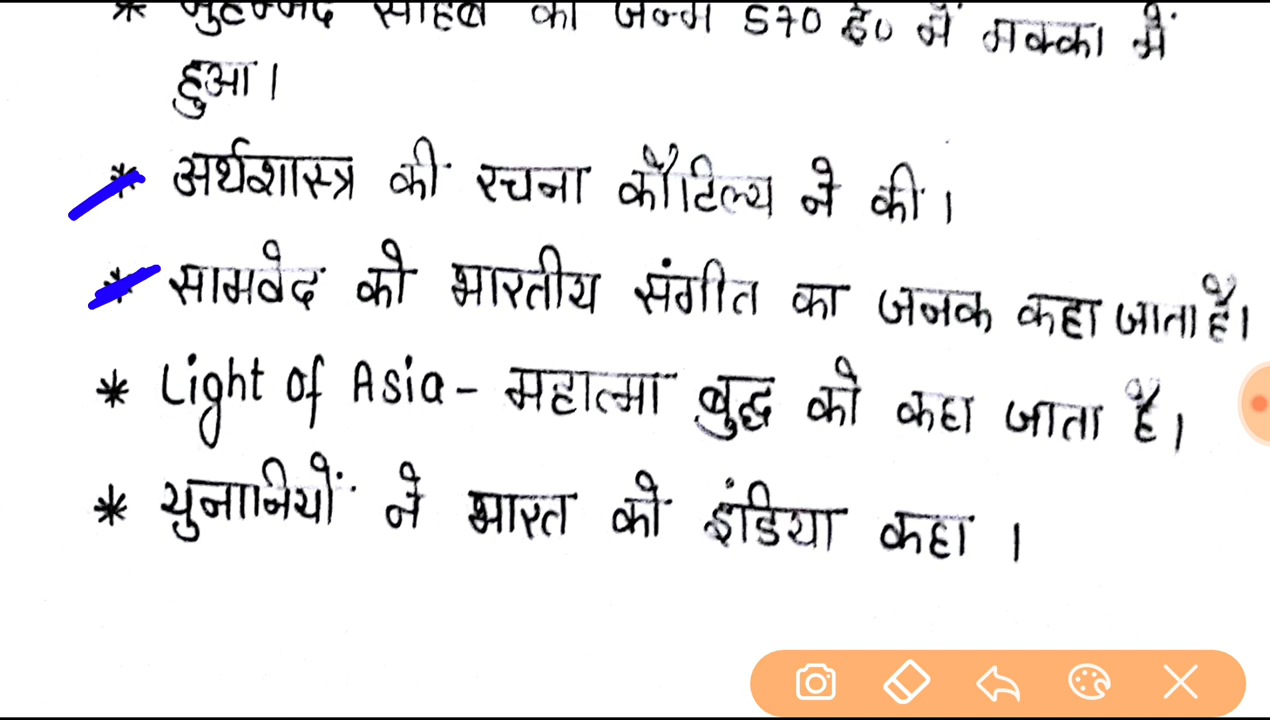 * मुहम्मद साहब का जन्म 570 ई० में मक्का में
हुआ।
* अर्थशास्त्र की रचना कौटिल्य ने की।
* सामवेद को भारतीय संगीत का जनक कहा जाता है।
* Light of Asia - महात्मा बुद्ध को कहा जाता है।
* युनानियों ने भारत को इंडिया कहा ।